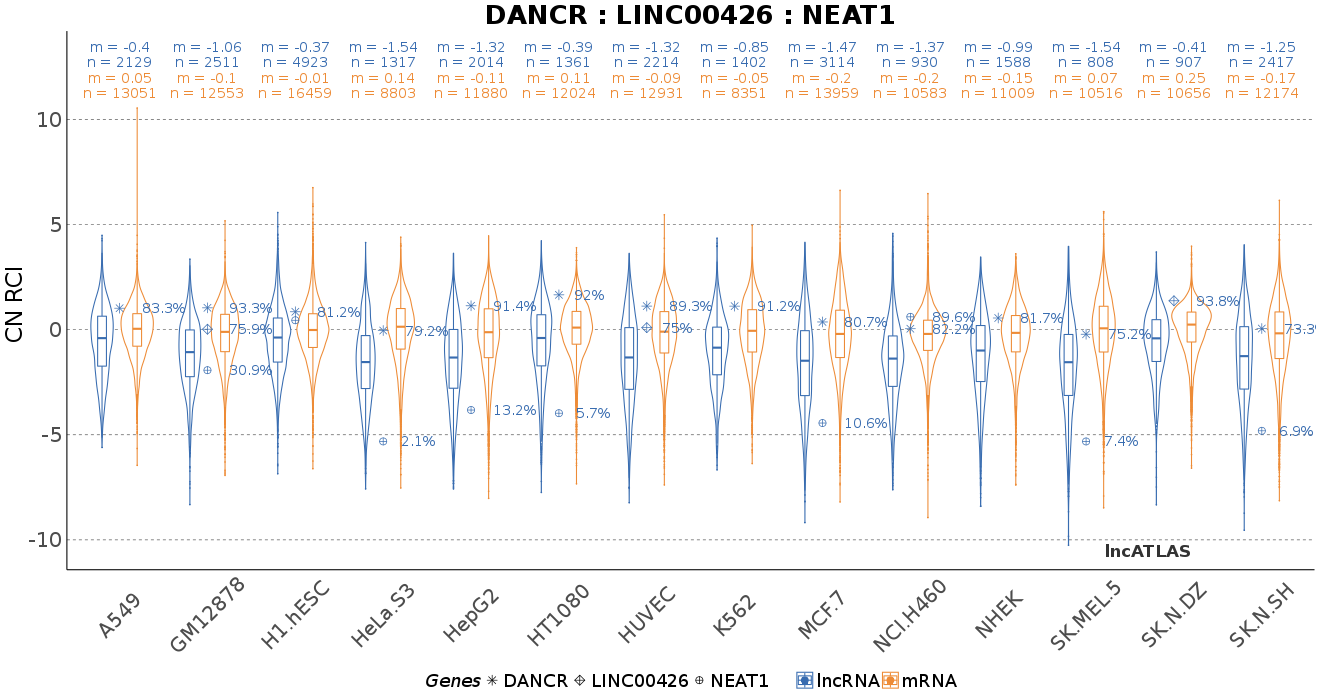 DANCR : LINC00426 : NEAT1
m = -0.4 m = -1.06 m = -0.37 m = -1.54 m = -1.32 m = -0.39 m = -1.32 m = -0.85 m = -1.47 m = -1.37 m = -0.99 m = -1.54 m = -0.41 m = -1.25
n = 2129 n = 2511 n = 4923 n = 1317 n = 2014 n = 1361 n = 2214 n = 1402 n = 3114 n = 930 n = 1588 n = 808 n = 907 n = 2417
m = 0.05 m = -0.1 m = -0.01 m = 0.14 m = -0.11 m = 0.11 m = -0.09 m = -0.05 m = -0.2 m = -0.2 m = -0.15 m = 0.07 m = 0.25 m = -0.17
n = 13051 n = 12553 n = 16459 n = 8803 n = 11880 n = 12024 n = 12931 n = 8351 n = 13959 n = 10583 n = 11009 n = 10516 n = 10656 n = 12174
10
5
0
-5
-10
CN RCI
83.3% 93.3% 81.2% 79.2% 91.4% 92% 89.3% 91.2% 80.7% 89.6% 81.7% 75.2% 93.8% 73.3
75.9% 75% 82.2%
30.9% 2.1% 13.2% 5.7% 10.6% 7.4% 6.9%
lncATLAS
A549 GM12878 H1.hESC HeLa.S3 HepG2 HT1080 HUVEC K562 MCF.7 NCI.H460 NHEK SK.MEL.5 SK.N.DZ SK.N.SH
Genes DANCR LINC00426 NEAT1 lncRNA mRNA